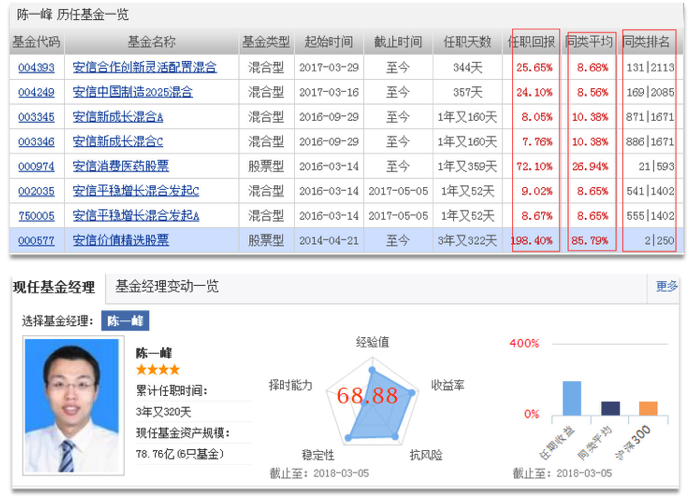 陈一峰 历任基金一览
基金代码 基金名称 基金类型 起始时间 截止时间 任职天数 任职回报 同类平均 同类排名
004393 安信合作创新灵活配置混合 混合型 2017-03-29 至今 344天 25.65% 8.68% 131|2113
004249 安信中国制造2025混合 混合型 2017-03-16 至今 357天 24.10% 8.56% 169|2085
003345 安信新成长混合A 混合型 2016-09-29 至今 1年又160天 8.05% 10.38% 871|1671
003346 安信新成长混合C 混合型 2016-09-29 至今 1年又160天 7.76% 10.38% 886|1671
000974 安信消费医药股票 股票型 2016-03-14 至今 1年又359天 72.10% 26.94% 21|593
002035 安信平稳增长混合发起C 混合型 2016-03-14 2017-05-05 1年又52天 9.02% 8.65% 541|1402
750005 安信平稳增长混合发起A 混合型 2016-03-14 2017-05-05 1年又52天 8.67% 8.65% 555|1402
000577 安信价值精选股票 股票型 2014-04-21 至今 3年又322天 198.40% 85.79% 2|250
现任基金经理 基金经理变动一览 更多
选择基金经理: 陈一峰
陈一峰
累计任职时间:
3年又320天
现任基金资产规模:
78.76亿(6只基金)
经验值
择时能力
收益率
68.88
稳定性
抗风险
截止至: 2018-03-05
400%
0%
任期收益
同类平均
沪深300
截止至: 2018-03-05